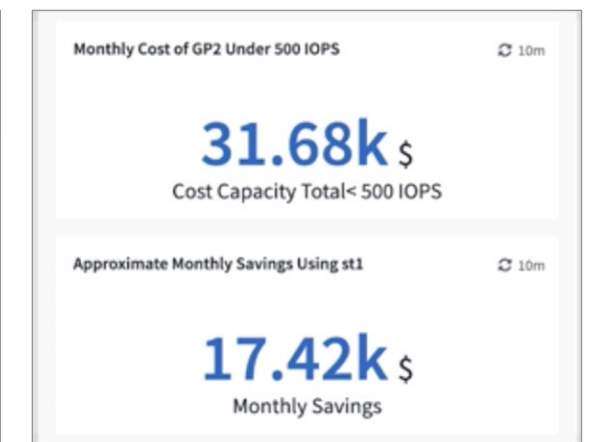 Monthly Cost of GP2 Under 500 IOPS
10m
31.68k $
Cost Capacity Total< 500 IOPS
Approximate Monthly Savings Using st1
10m
17.42k $
Monthly Savings